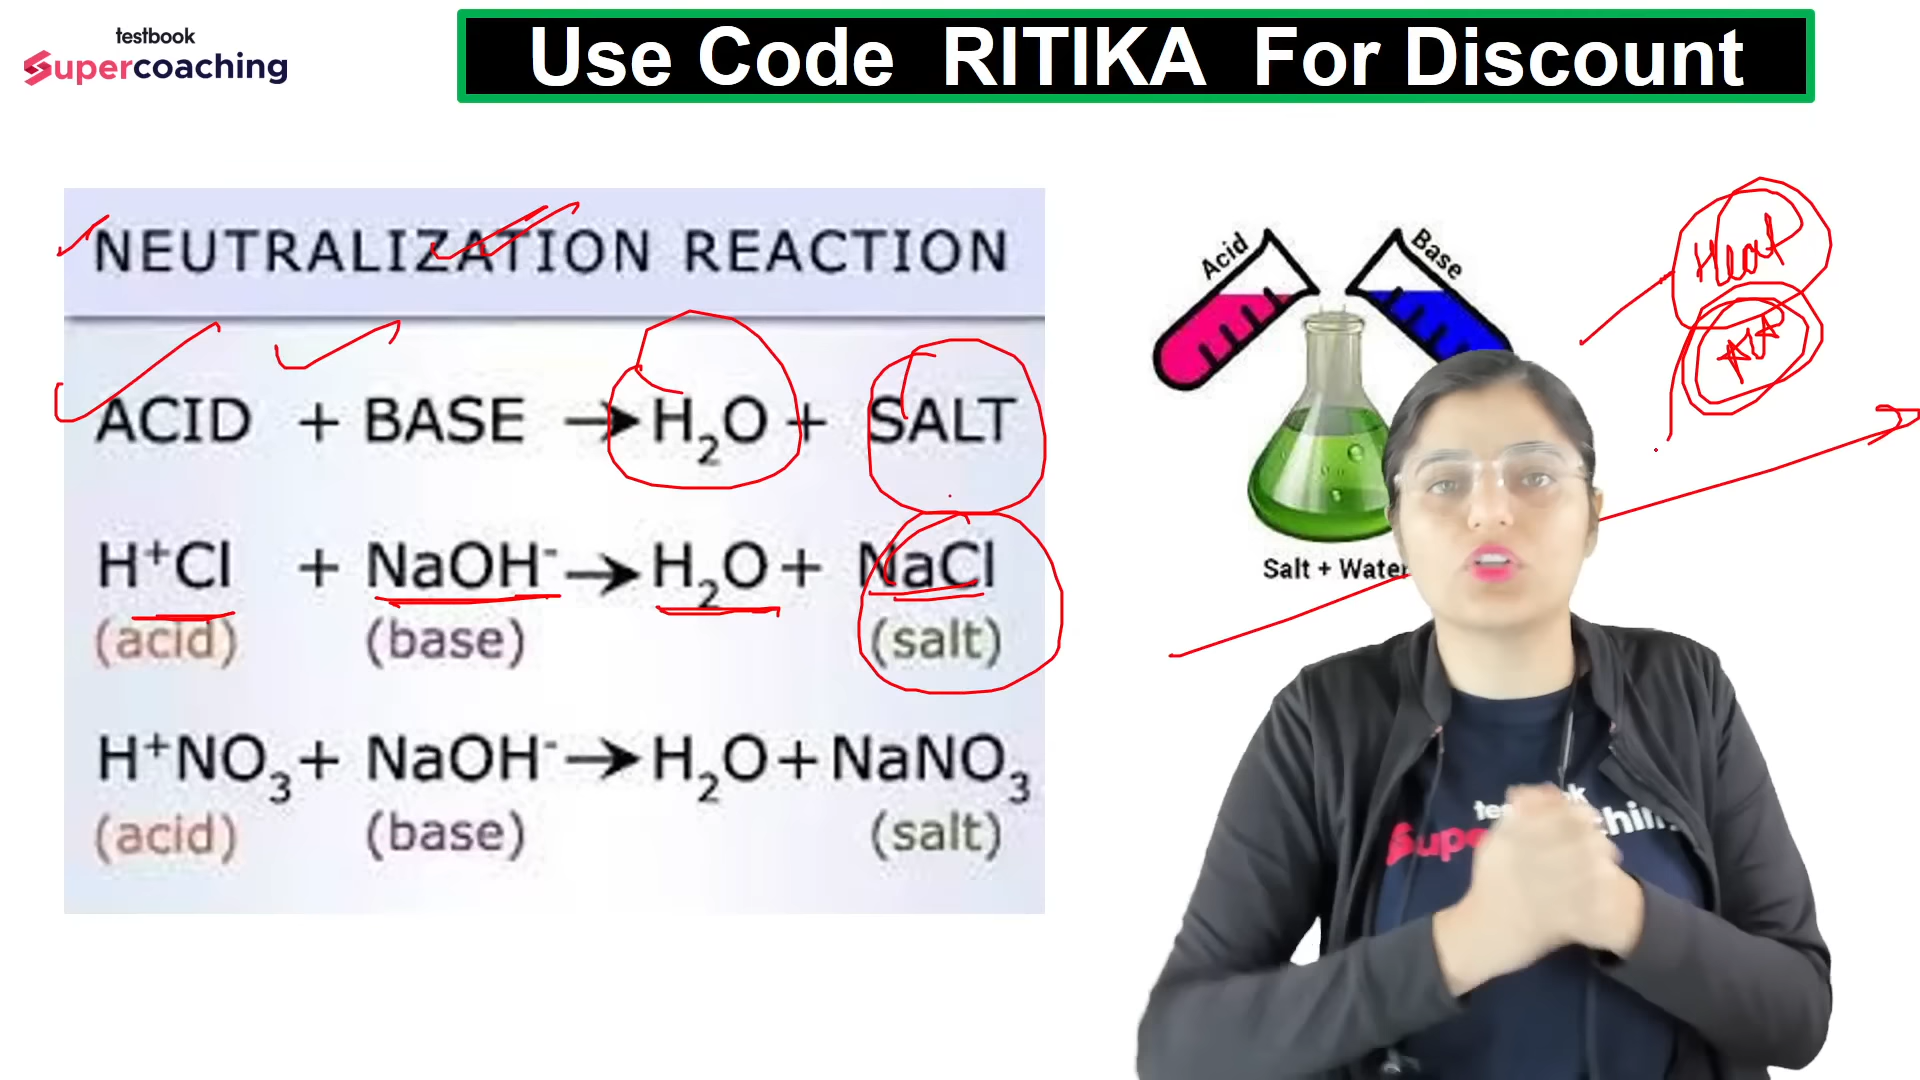 testbook
Supercoaching
Use Code RITIKA For Discount
NEUTRALIZATION REACTION
ACID + BASE → H₂O + SALT
H⁺Cl + NaOH⁻ → H₂O + NaCl
(acid) (base) (salt)
H⁺NO₃ + NaOH⁻ → H₂O + NaNO₃
(acid) (base) (salt)
Acid
Base
Salt + Water
Heat